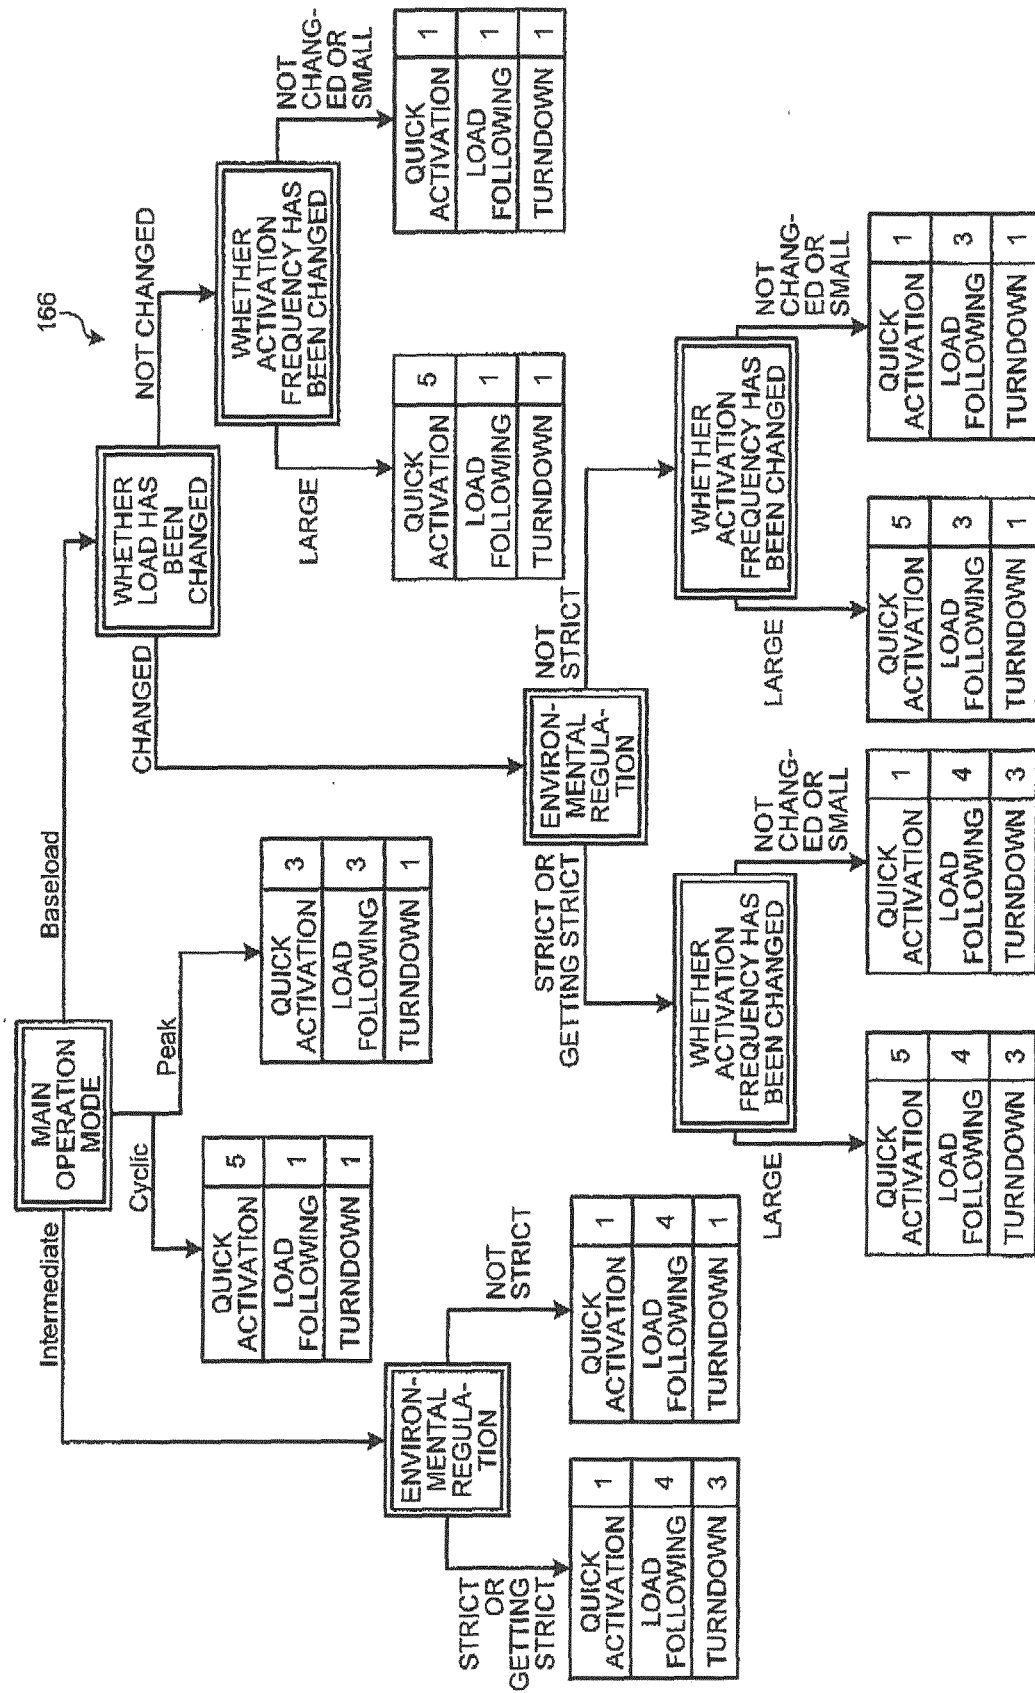 166
MAIN
OPERATION
MODE
Intermediate
Cyclic
Peak
Baseload
QUICK
ACTIVATION
5
LOAD
FOLLOWING
1
TURNDOWN
1
QUICK
ACTIVATION
3
LOAD
FOLLOWING
3
TURNDOWN
1
WHETHER
LOAD HAS
BEEN
CHANGED
CHANGED
NOT CHANGED
WHETHER
ACTIVATION
FREQUENCY HAS
BEEN CHANGED
LARGE
NOT
CHANG-
ED OR
SMALL
QUICK
ACTIVATION
5
LOAD
FOLLOWING
1
TURNDOWN
1
QUICK
ACTIVATION
1
LOAD
FOLLOWING
1
TURNDOWN
1
ENVIRON-
MENTAL
REGULA-
TION
STRICT
OR
GETTING
STRICT
NOT
STRICT
QUICK
ACTIVATION
1
LOAD
FOLLOWING
4
TURNDOWN
3
QUICK
ACTIVATION
1
LOAD
FOLLOWING
4
TURNDOWN
1
ENVIRON-
MENTAL
REGULA-
TION
STRICT OR
GETTING STRICT
NOT
STRICT
WHETHER
ACTIVATION
FREQUENCY HAS
BEEN CHANGED
LARGE
NOT
CHANG-
ED OR
SMALL
WHETHER
ACTIVATION
FREQUENCY HAS
BEEN CHANGED
LARGE
NOT
CHANG-
ED OR
SMALL
QUICK
ACTIVATION
5
LOAD
FOLLOWING
4
TURNDOWN
3
QUICK
ACTIVATION
1
LOAD
FOLLOWING
4
TURNDOWN
3
QUICK
ACTIVATION
5
LOAD
FOLLOWING
3
TURNDOWN
1
QUICK
ACTIVATION
1
LOAD
FOLLOWING
3
TURNDOWN
1